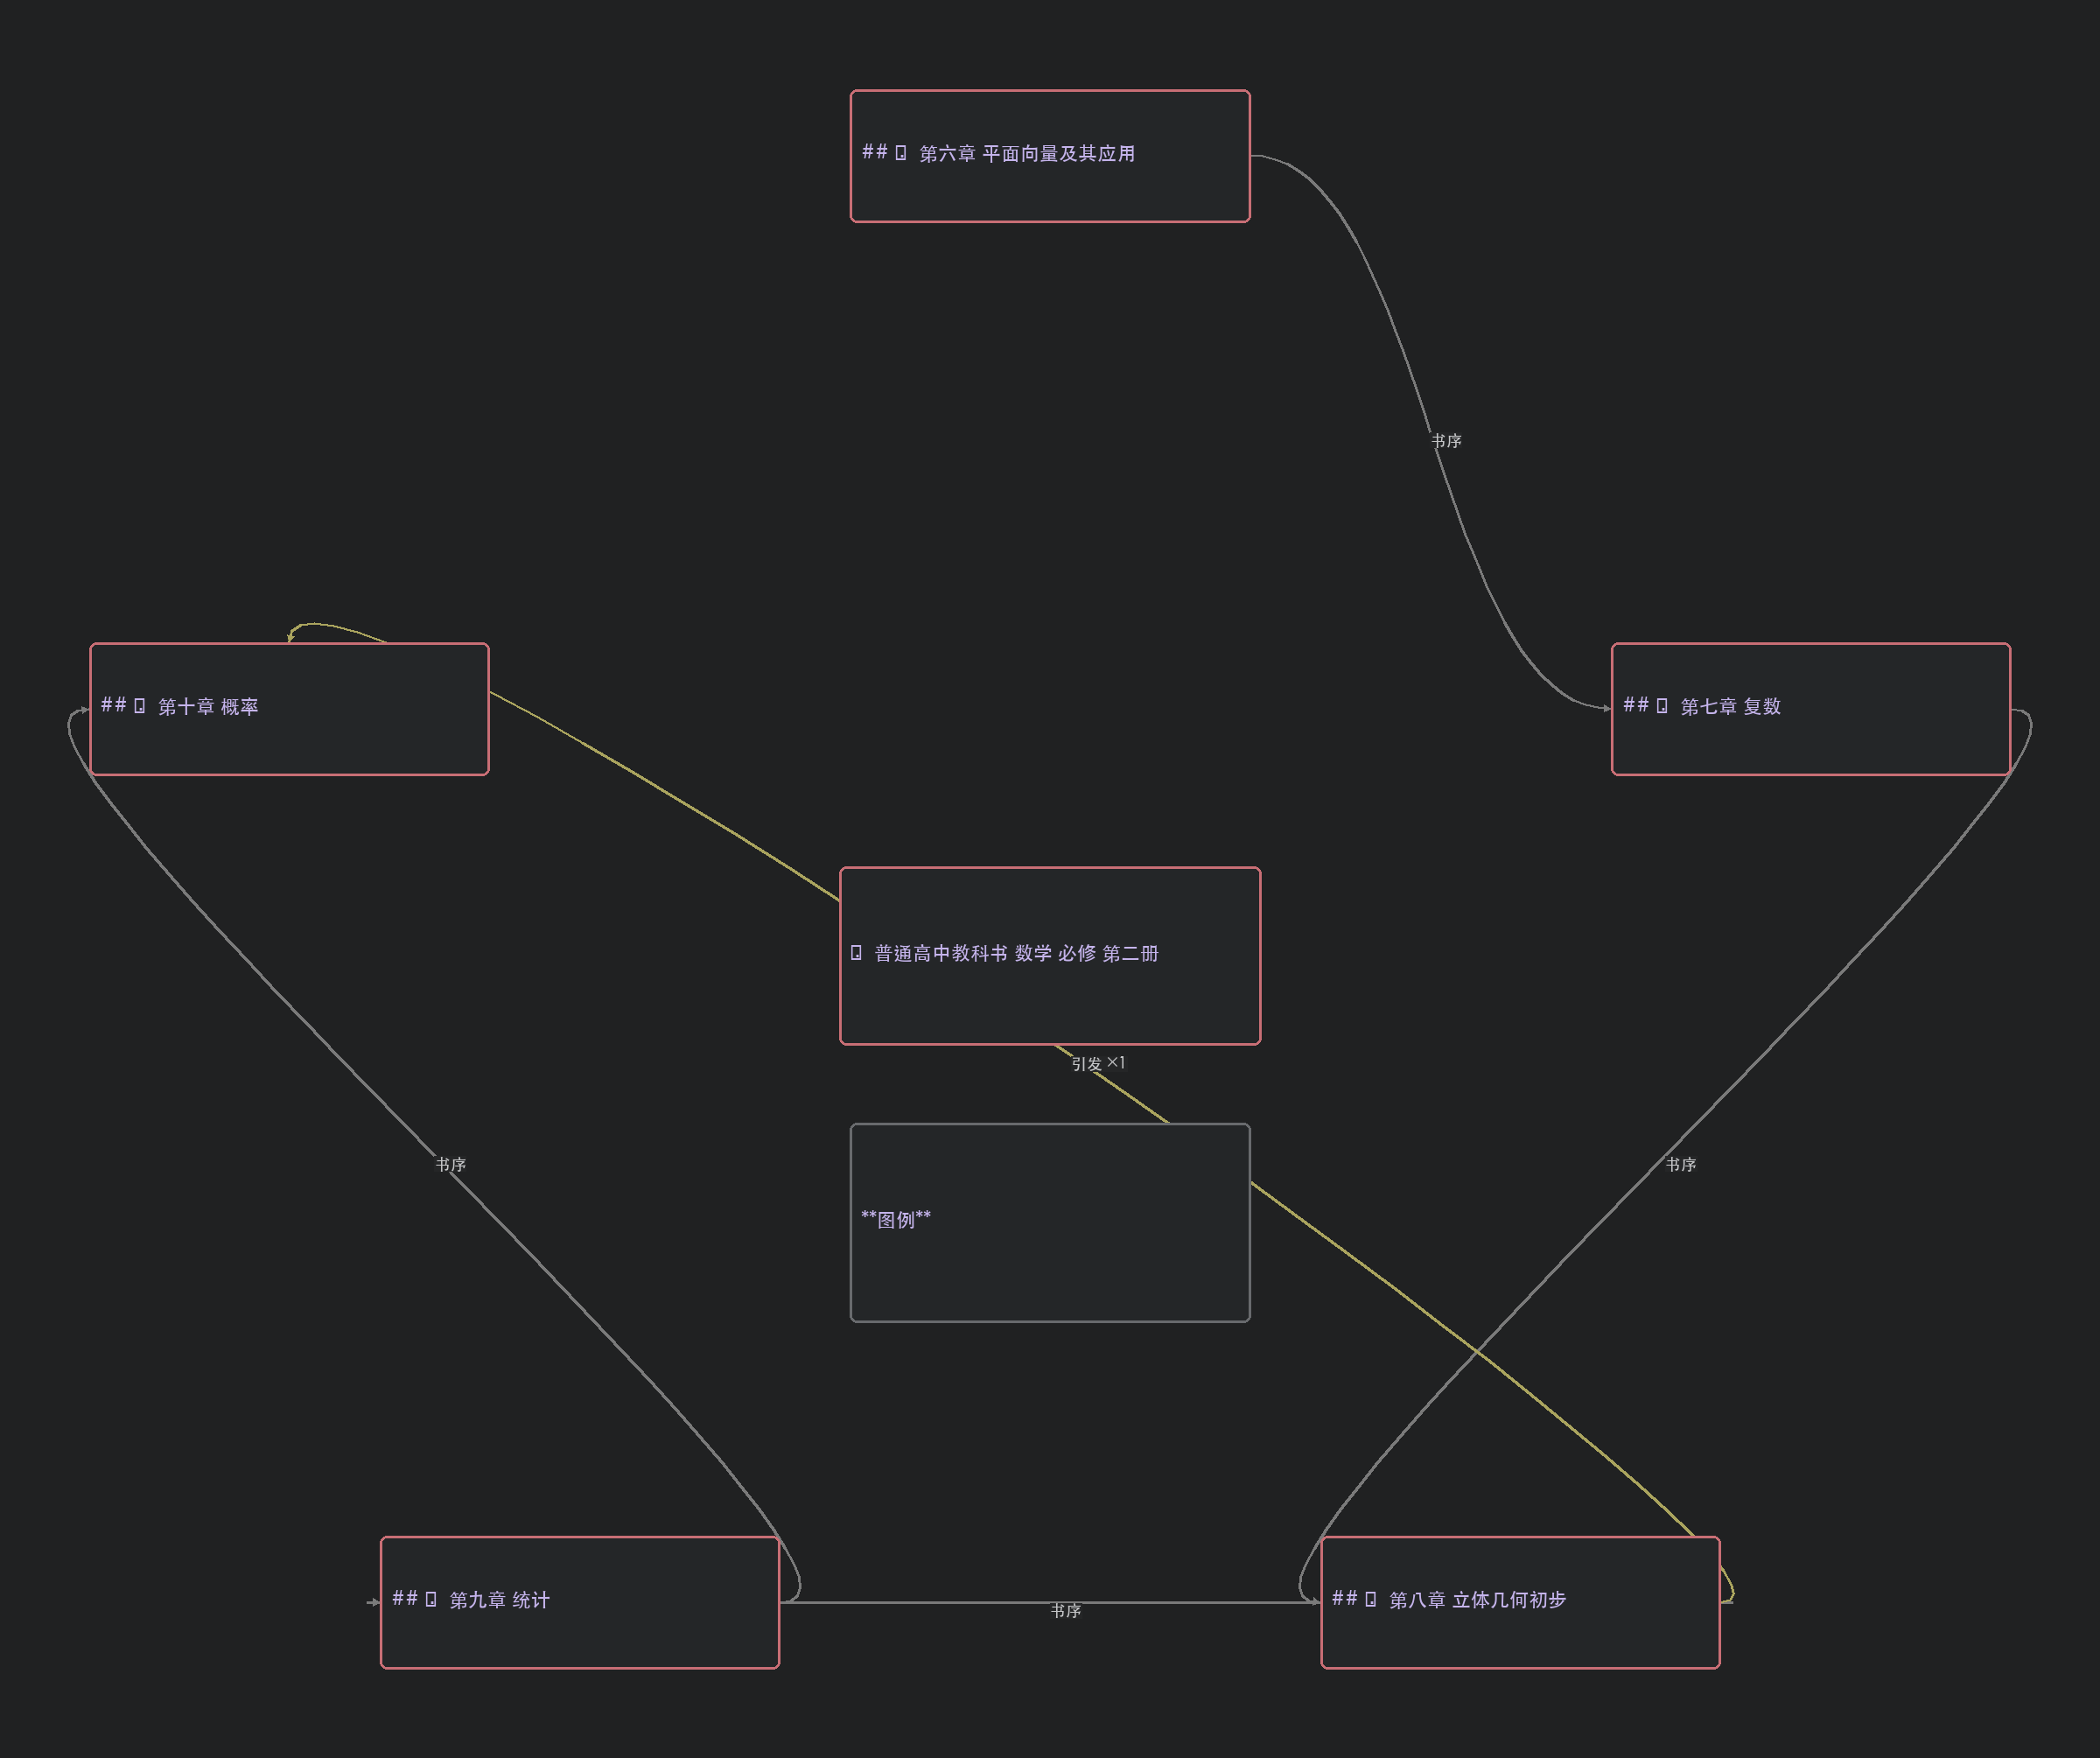 ## 第六章 平面向量及其应用
书序
## 第十章 概率
## 第七章 复数
普通高中教科书 数学 必修 第二册
引发 ×1
书序
书序
**图例**
## 第九章 统计
书序
## 第八章 立体几何初步